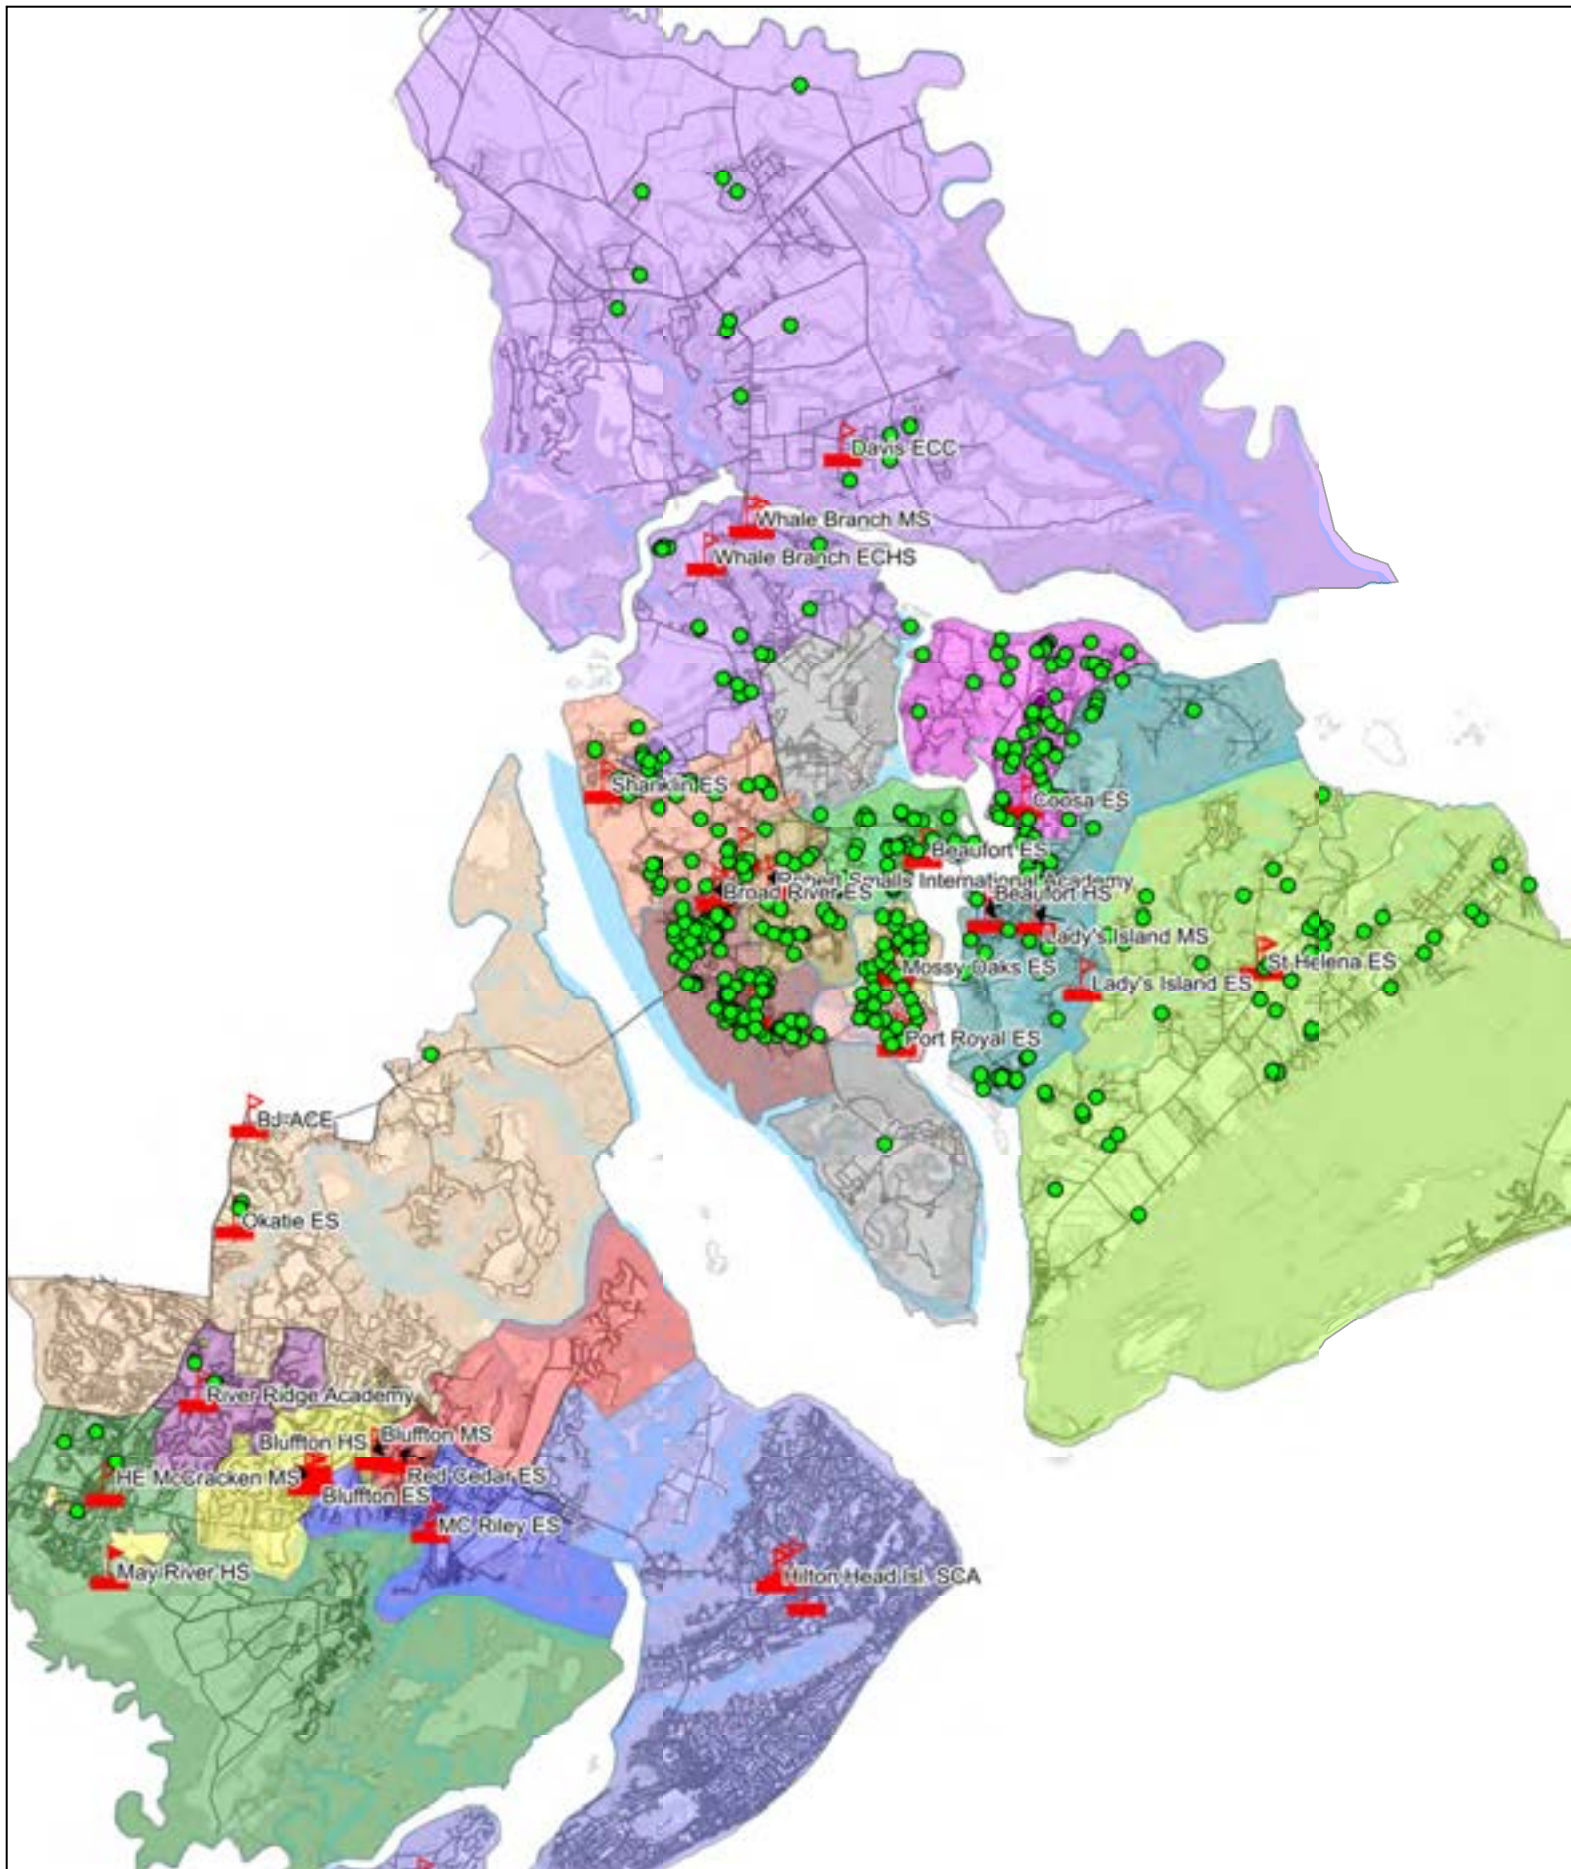 Davis ECC
Whale Branch MS
Whale Branch ECHS
Shanklin ES
Coosa ES
Beaufort ES
Robert Smalls International Academy
Broad River ES
Beaufort HS
Lady's Island MS
Mossy Oaks ES
St Helena ES
Lady's Island ES
Port Royal ES
BJ-ACE
Okatie ES
River Ridge Academy
Bluffton HS
Bluffton MS
HE McCracken MS
Red Cedar ES
Bluffton ES
MC Riley ES
May River HS
Hilton Head Isl. SCA